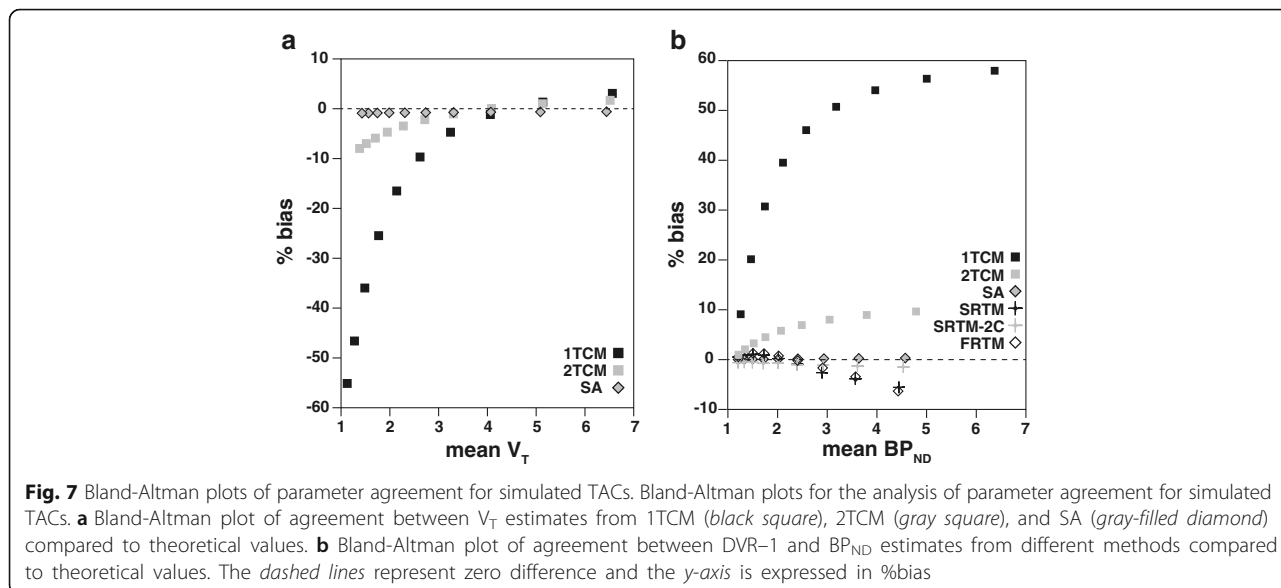 a
b
10
0
-10
-20
-30
-40
-50
-60
% bias
1 2 3 4 5 6 7
mean V_T
1TCM
2TCM
SA
60
50
40
30
20
10
0
-10
% bias
1 2 3 4 5 6 7
mean BP_ND
1TCM
2TCM
SA
SRTM
SRTM-2C
FRTM
Fig. 7 Bland-Altman plots of parameter agreement for simulated TACs. Bland-Altman plots for the analysis of parameter agreement for simulated
TACs. a Bland-Altman plot of agreement between V_T estimates from 1TCM (black square), 2TCM (gray square), and SA (gray-filled diamond)
compared to theoretical values. b Bland-Altman plot of agreement between DVR–1 and BP_ND estimates from different methods compared
to theoretical values. The dashed lines represent zero difference and the y-axis is expressed in %bias